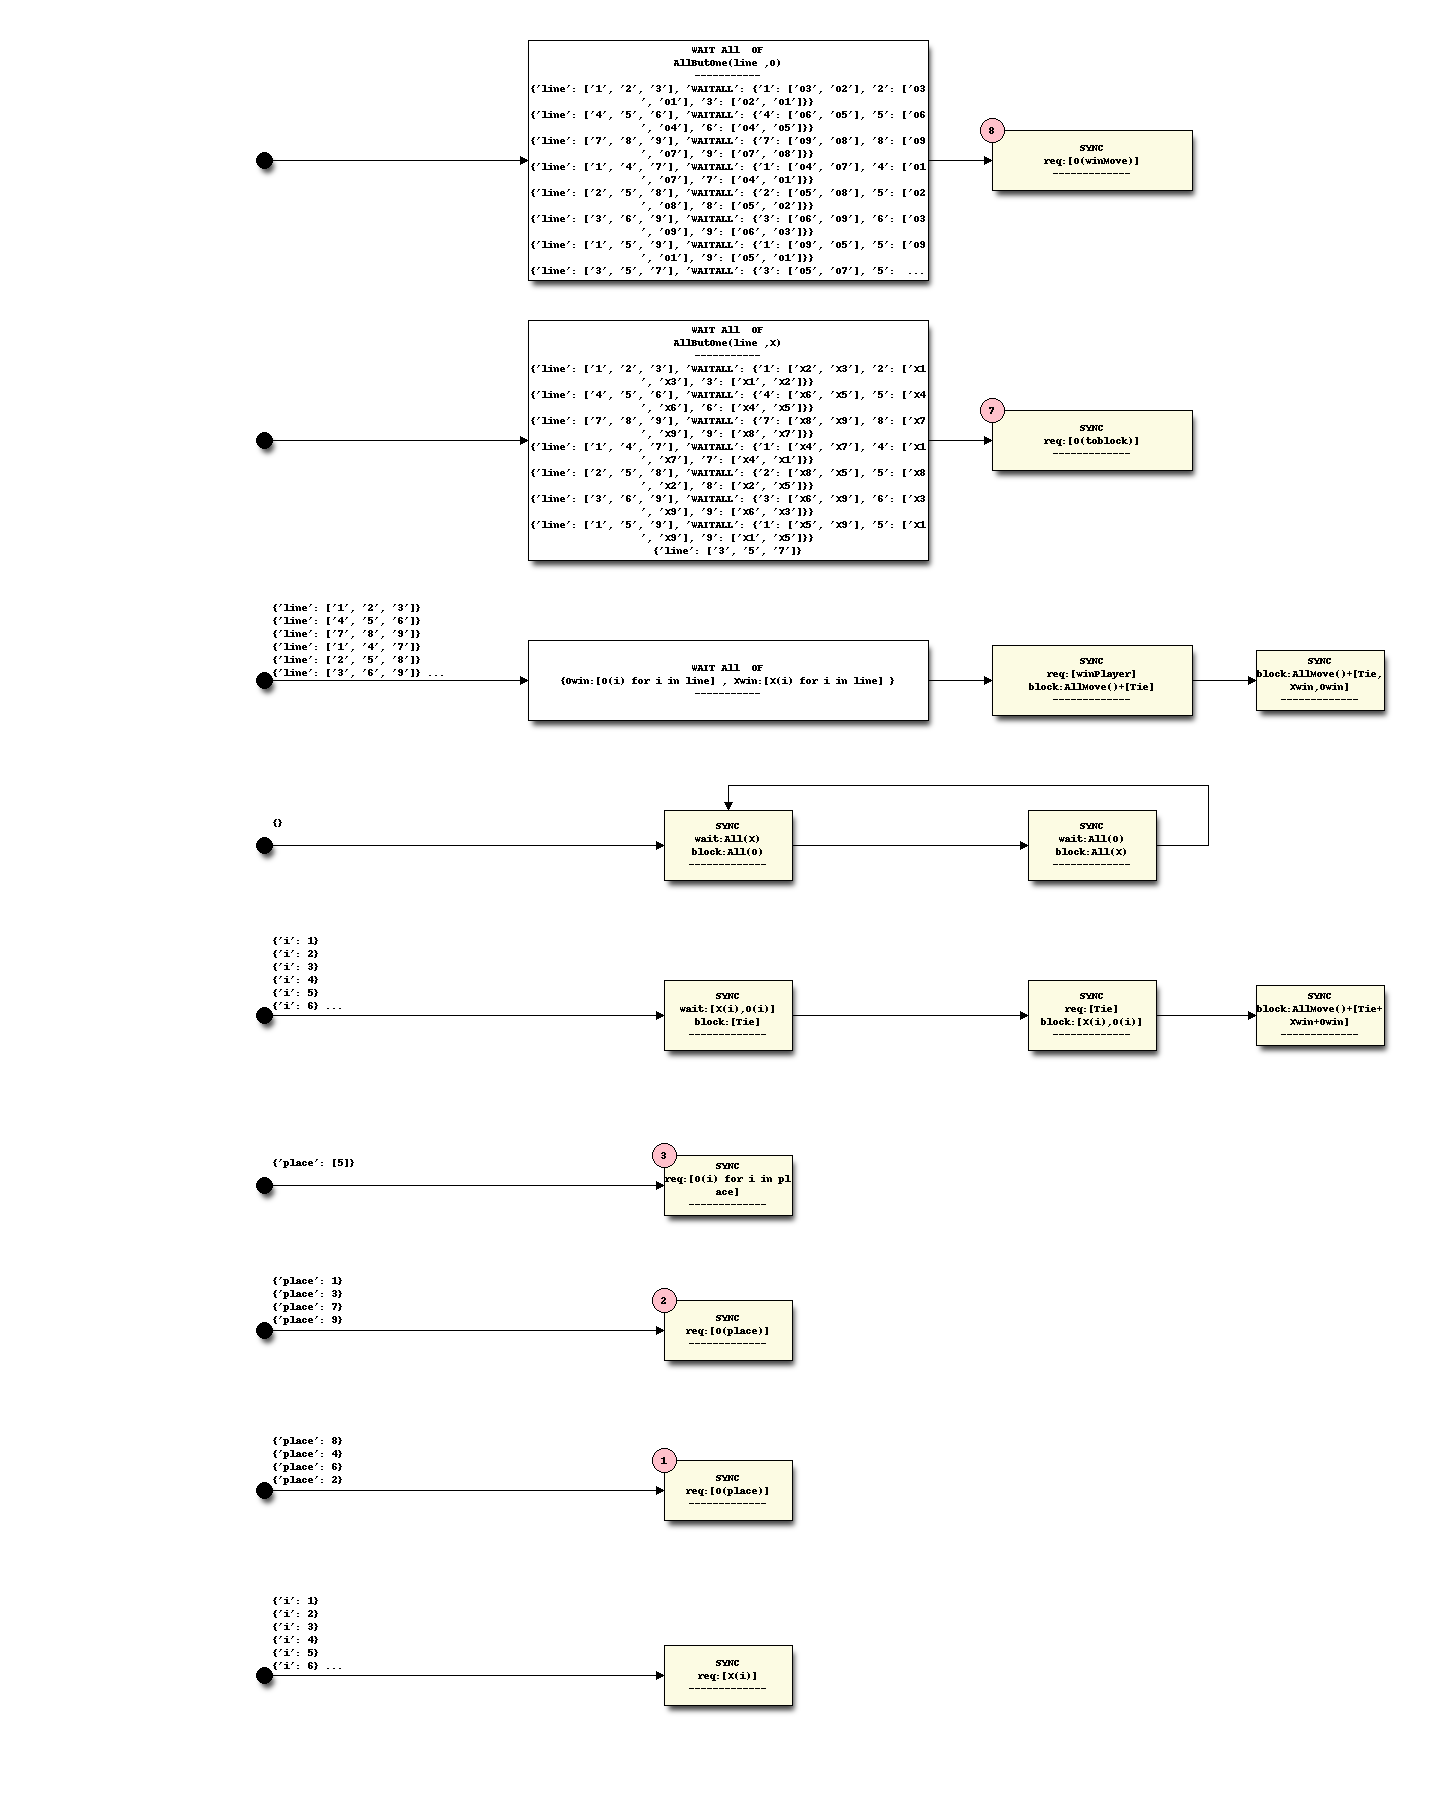 WAIT All  OF
AllButOne(line ,O)
-----------
{'line': ['1', '2', '3'], 'WAITALL': {'1': ['O3', 'O2'], '2': ['O3
', 'O1'], '3': ['O2', 'O1']}}
{'line': ['4', '5', '6'], 'WAITALL': {'4': ['O6', 'O5'], '5': ['O6
', 'O4'], '6': ['O4', 'O5']}}
{'line': ['7', '8', '9'], 'WAITALL': {'7': ['O9', 'O8'], '8': ['O9
', 'O7'], '9': ['O7', 'O8']}}
{'line': ['1', '4', '7'], 'WAITALL': {'1': ['O4', 'O7'], '4': ['O1
', 'O7'], '7': ['O4', 'O1']}}
{'line': ['2', '5', '8'], 'WAITALL': {'2': ['O5', 'O8'], '5': ['O2
', 'O8'], '8': ['O5', 'O2']}}
{'line': ['3', '6', '9'], 'WAITALL': {'3': ['O6', 'O9'], '6': ['O3
', 'O9'], '9': ['O6', 'O3']}}
{'line': ['1', '5', '9'], 'WAITALL': {'1': ['O9', 'O5'], '5': ['O9
', 'O1'], '9': ['O5', 'O1']}}
{'line': ['3', '5', '7'], 'WAITALL': {'3': ['O5', 'O7'], '5':  ...
8
SYNC
req:[O(winMove)]
-------------
WAIT All  OF
AllButOne(line ,X)
-----------
{'line': ['1', '2', '3'], 'WAITALL': {'1': ['X2', 'X3'], '2': ['X1
', 'X3'], '3': ['X1', 'X2']}}
{'line': ['4', '5', '6'], 'WAITALL': {'4': ['X6', 'X5'], '5': ['X4
', 'X6'], '6': ['X4', 'X5']}}
{'line': ['7', '8', '9'], 'WAITALL': {'7': ['X8', 'X9'], '8': ['X7
', 'X9'], '9': ['X8', 'X7']}}
{'line': ['1', '4', '7'], 'WAITALL': {'1': ['X4', 'X7'], '4': ['X1
', 'X7'], '7': ['X4', 'X1']}}
{'line': ['2', '5', '8'], 'WAITALL': {'2': ['X8', 'X5'], '5': ['X8
', 'X2'], '8': ['X2', 'X5']}}
{'line': ['3', '6', '9'], 'WAITALL': {'3': ['X6', 'X9'], '6': ['X3
', 'X9'], '9': ['X6', 'X3']}}
{'line': ['1', '5', '9'], 'WAITALL': {'1': ['X5', 'X9'], '5': ['X1
', 'X9'], '9': ['X1', 'X5']}}
{'line': ['3', '5', '7']}
7
SYNC
req:[O(toblock)]
-------------
{'line': ['1', '2', '3']}
{'line': ['4', '5', '6']}
{'line': ['7', '8', '9']}
{'line': ['1', '4', '7']}
{'line': ['2', '5', '8']}
{'line': ['3', '6', '9']} ...
WAIT All  OF
{Owin:[O(i) for i in line] , Xwin:[X(i) for i in line] }
-----------
SYNC
req:[winPlayer]
block:AllMove()+[Tie]
-------------
SYNC
block:AllMove()+[Tie,
Xwin,Owin]
-------------
{}
SYNC
wait:All(X)
block:All(O)
-------------
SYNC
wait:All(O)
block:All(X)
-------------
{'i': 1}
{'i': 2}
{'i': 3}
{'i': 4}
{'i': 5}
{'i': 6} ...
SYNC
wait:[X(i),O(i)]
block:[Tie]
-------------
SYNC
req:[Tie]
block:[X(i),O(i)]
-------------
SYNC
block:AllMove()+[Tie+
Xwin+Owin]
-------------
{'place': [5]}
3
SYNC
req:[O(i) for i in pl
ace]
-------------
{'place': 1}
{'place': 3}
{'place': 7}
{'place': 9}
2
SYNC
req:[O(place)]
-------------
{'place': 8}
{'place': 4}
{'place': 6}
{'place': 2}
1
SYNC
req:[O(place)]
-------------
{'i': 1}
{'i': 2}
{'i': 3}
{'i': 4}
{'i': 5}
{'i': 6} ...
SYNC
req:[X(i)]
-------------